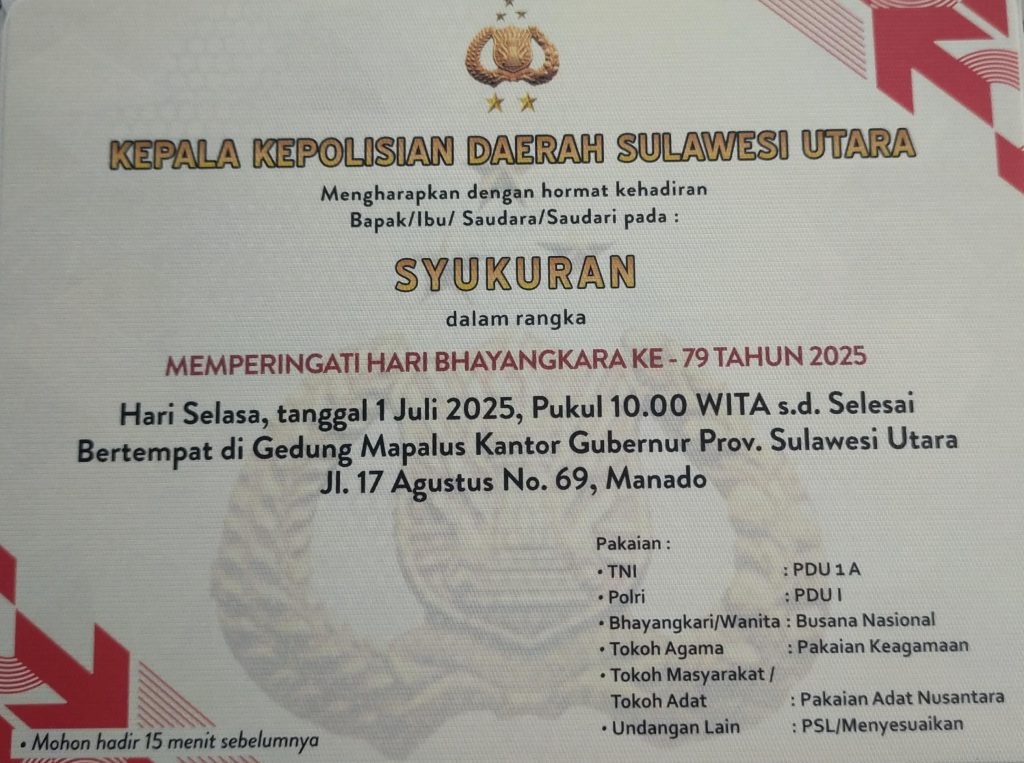 KEPALA KEPOLISIAN DAERAH SULAWESI UTARA
Mengharapkan dengan hormat kehadiran
Bapak/Ibu/ Saudara/Saudari pada :
SYUKURAN
dalam rangka
MEMPERINGATI HARI BHAYANGKARA KE - 79 TAHUN 2025
Hari Selasa, tanggal 1 Juli 2025, Pukul 10.00 WITA s.d. Selesai
Bertempat di Gedung Mapalus Kantor Gubernur Prov. Sulawesi Utara
Jl. 17 Agustus No. 69, Manado
Pakaian :
• TNI : PDU 1 A
• Polri : PDU I
• Bhayangkari/Wanita : Busana Nasional
• Tokoh Agama : Pakaian Keagamaan
• Tokoh Masyarakat /
Tokoh Adat : Pakaian Adat Nusantara
• Undangan Lain : PSL/Menyesuaikan
• Mohon hadir 15 menit sebelumnya